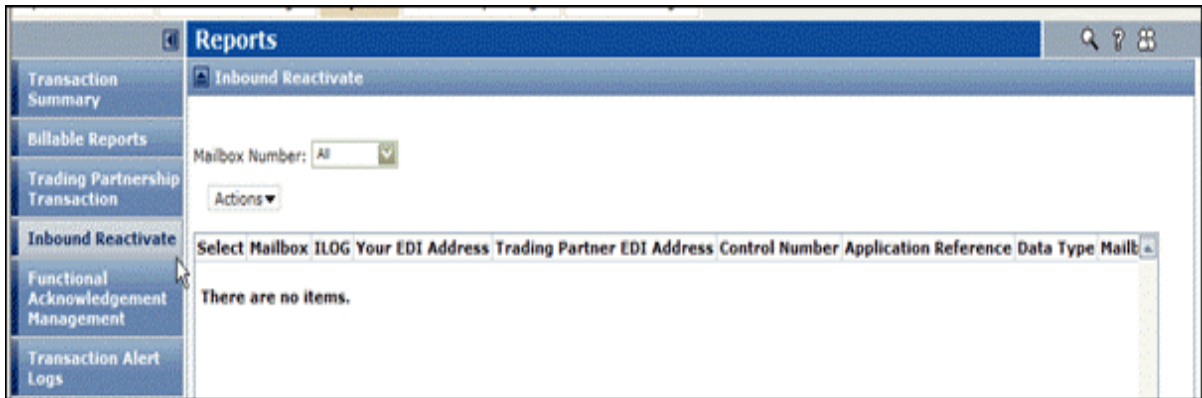 Reports
Transaction
Summary
Billable Reports
Trading Partnership
Transaction
Inbound Reactivate
Functional
Acknowledgement
Management
Transaction Alert
Logs
Inbound Reactivate
Mailbox Number: All
Actions
Select Mailbox ILOG Your EDI Address Trading Partner EDI Address Control Number Application Reference Data Type Mailb
There are no items.